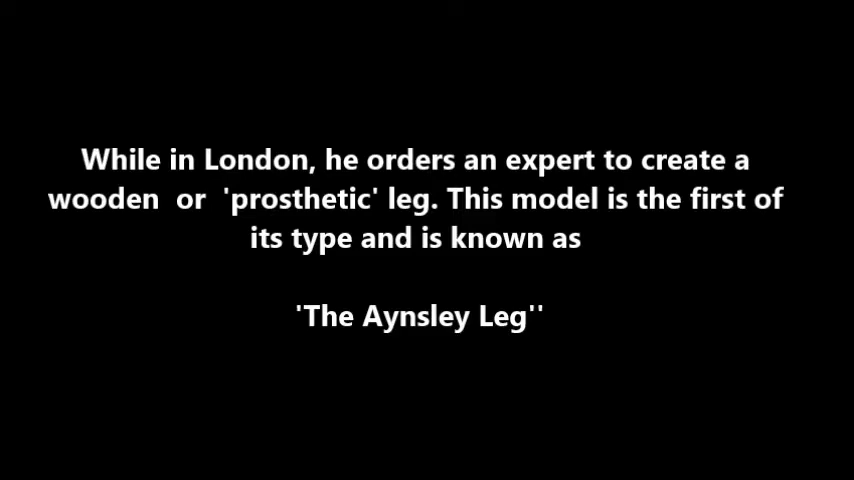 While in London, he orders an expert to create a
wooden  or  'prosthetic' leg. This model is the first of
its type and is known as
'The Aynsley Leg''